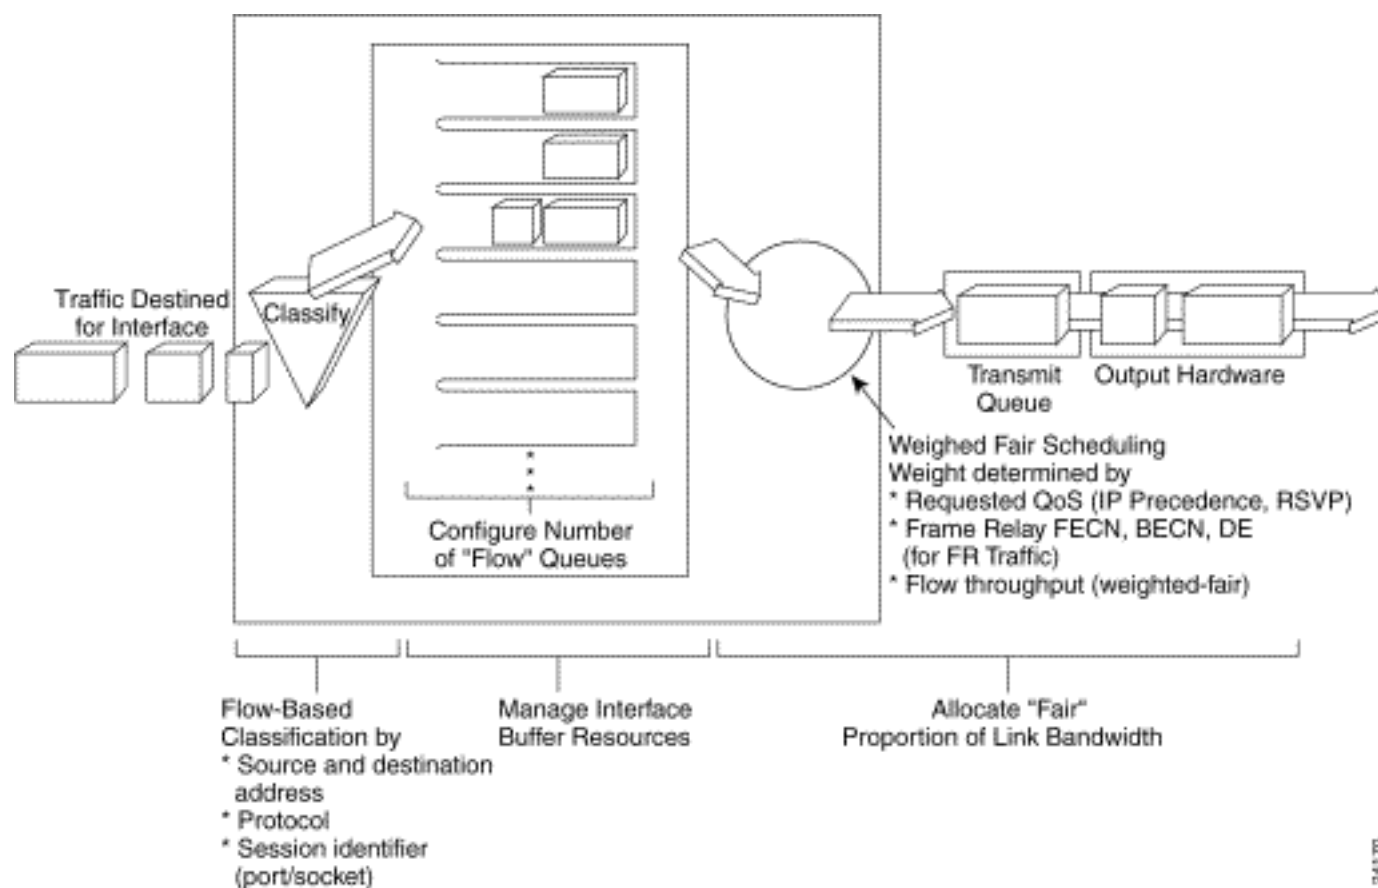 Traffic Destined
for Interface
Classify
Configure Number
of "Flow" Queues
Transmit
Queue
Output Hardware
Weighed Fair Scheduling
Weight determined by
* Requested QoS (IP Precedence, RSVP)
* Frame Relay FECN, BECN, DE
(for FR Traffic)
* Flow throughput (weighted-fair)
Flow-Based
Classification by
* Source and destination
address
* Protocol
* Session identifier
(port/socket)
Manage Interface
Buffer Resources
Allocate "Fair"
Proportion of Link Bandwidth